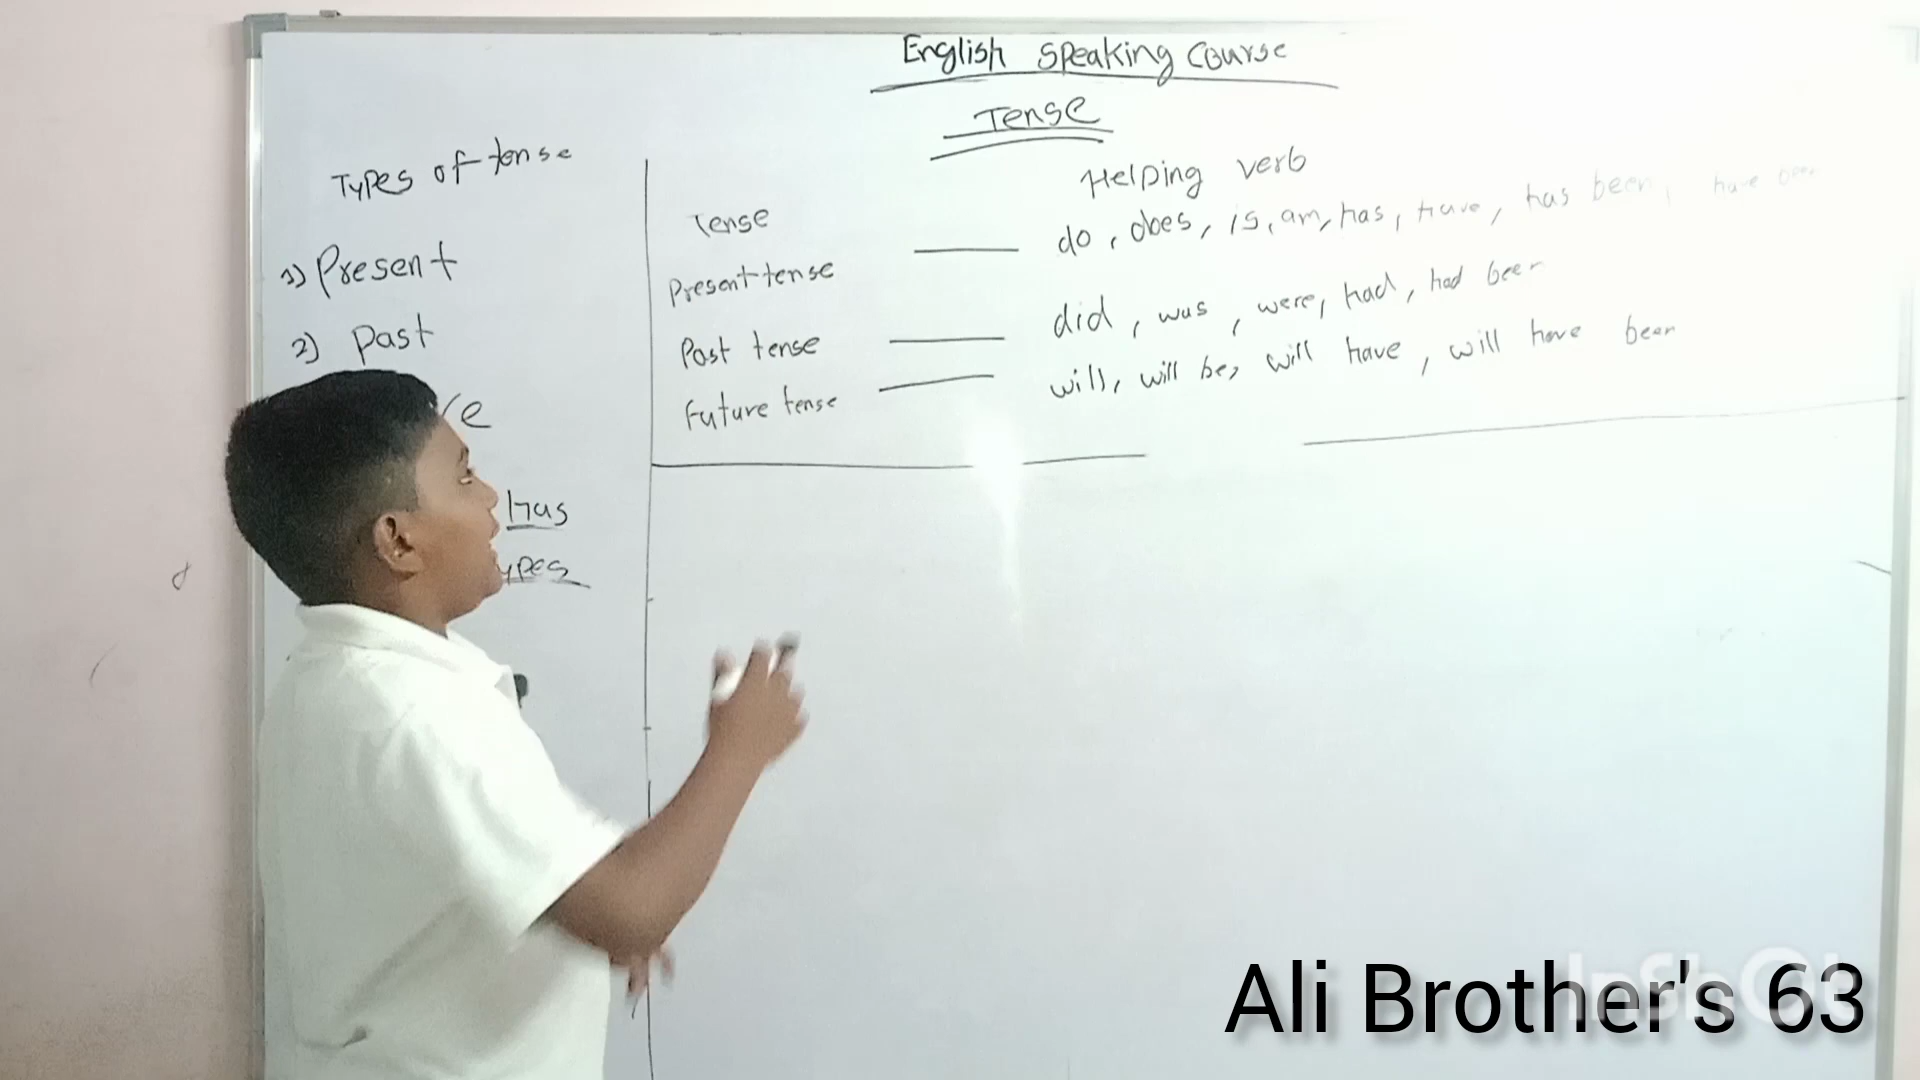 English Speaking Course
Tense
Types of tense
1) Present
2) Past
has
Tense
Helping verb
Present tense
do, does, is, am, has, have, has been, have been
Past tense
did, was, were, had, had been
Future tense
will, will be, will have, will have been
Ali Brother's 63